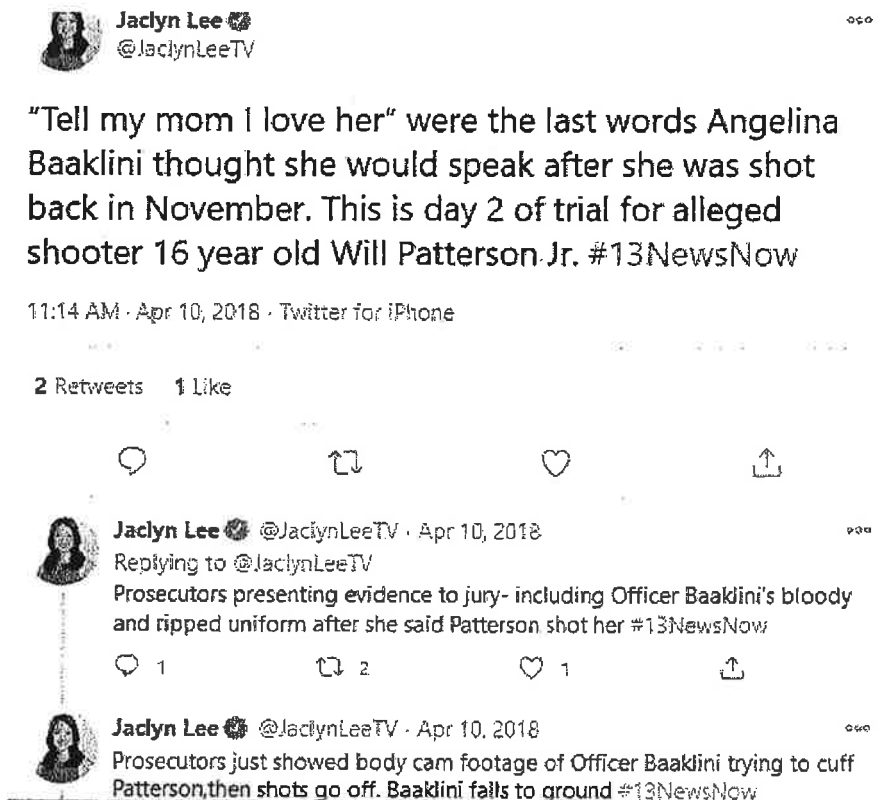 Jaclyn Lee
@JaclynLeeTV
"Tell my mom I love her" were the last words Angelina
Baaklini thought she would speak after she was shot
back in November. This is day 2 of trial for alleged
shooter 16 year old Will Patterson Jr. #13NewsNow
11:14 AM · Apr 10, 2018 · Twitter for iPhone
2 Retweets 1 Like
Jaclyn Lee @JaclynLeeTV · Apr 10, 2018
Replying to @JaclynLeeTV
Prosecutors presenting evidence to jury- including Officer Baaklini's bloody
and ripped uniform after she said Patterson shot her #13NewsNow
1 2 1
Jaclyn Lee @JaclynLeeTV · Apr 10, 2018
Prosecutors just showed body cam footage of Officer Baaklini trying to cuff
Patterson,then shots go off. Baaklini falls to ground #13NewsNow